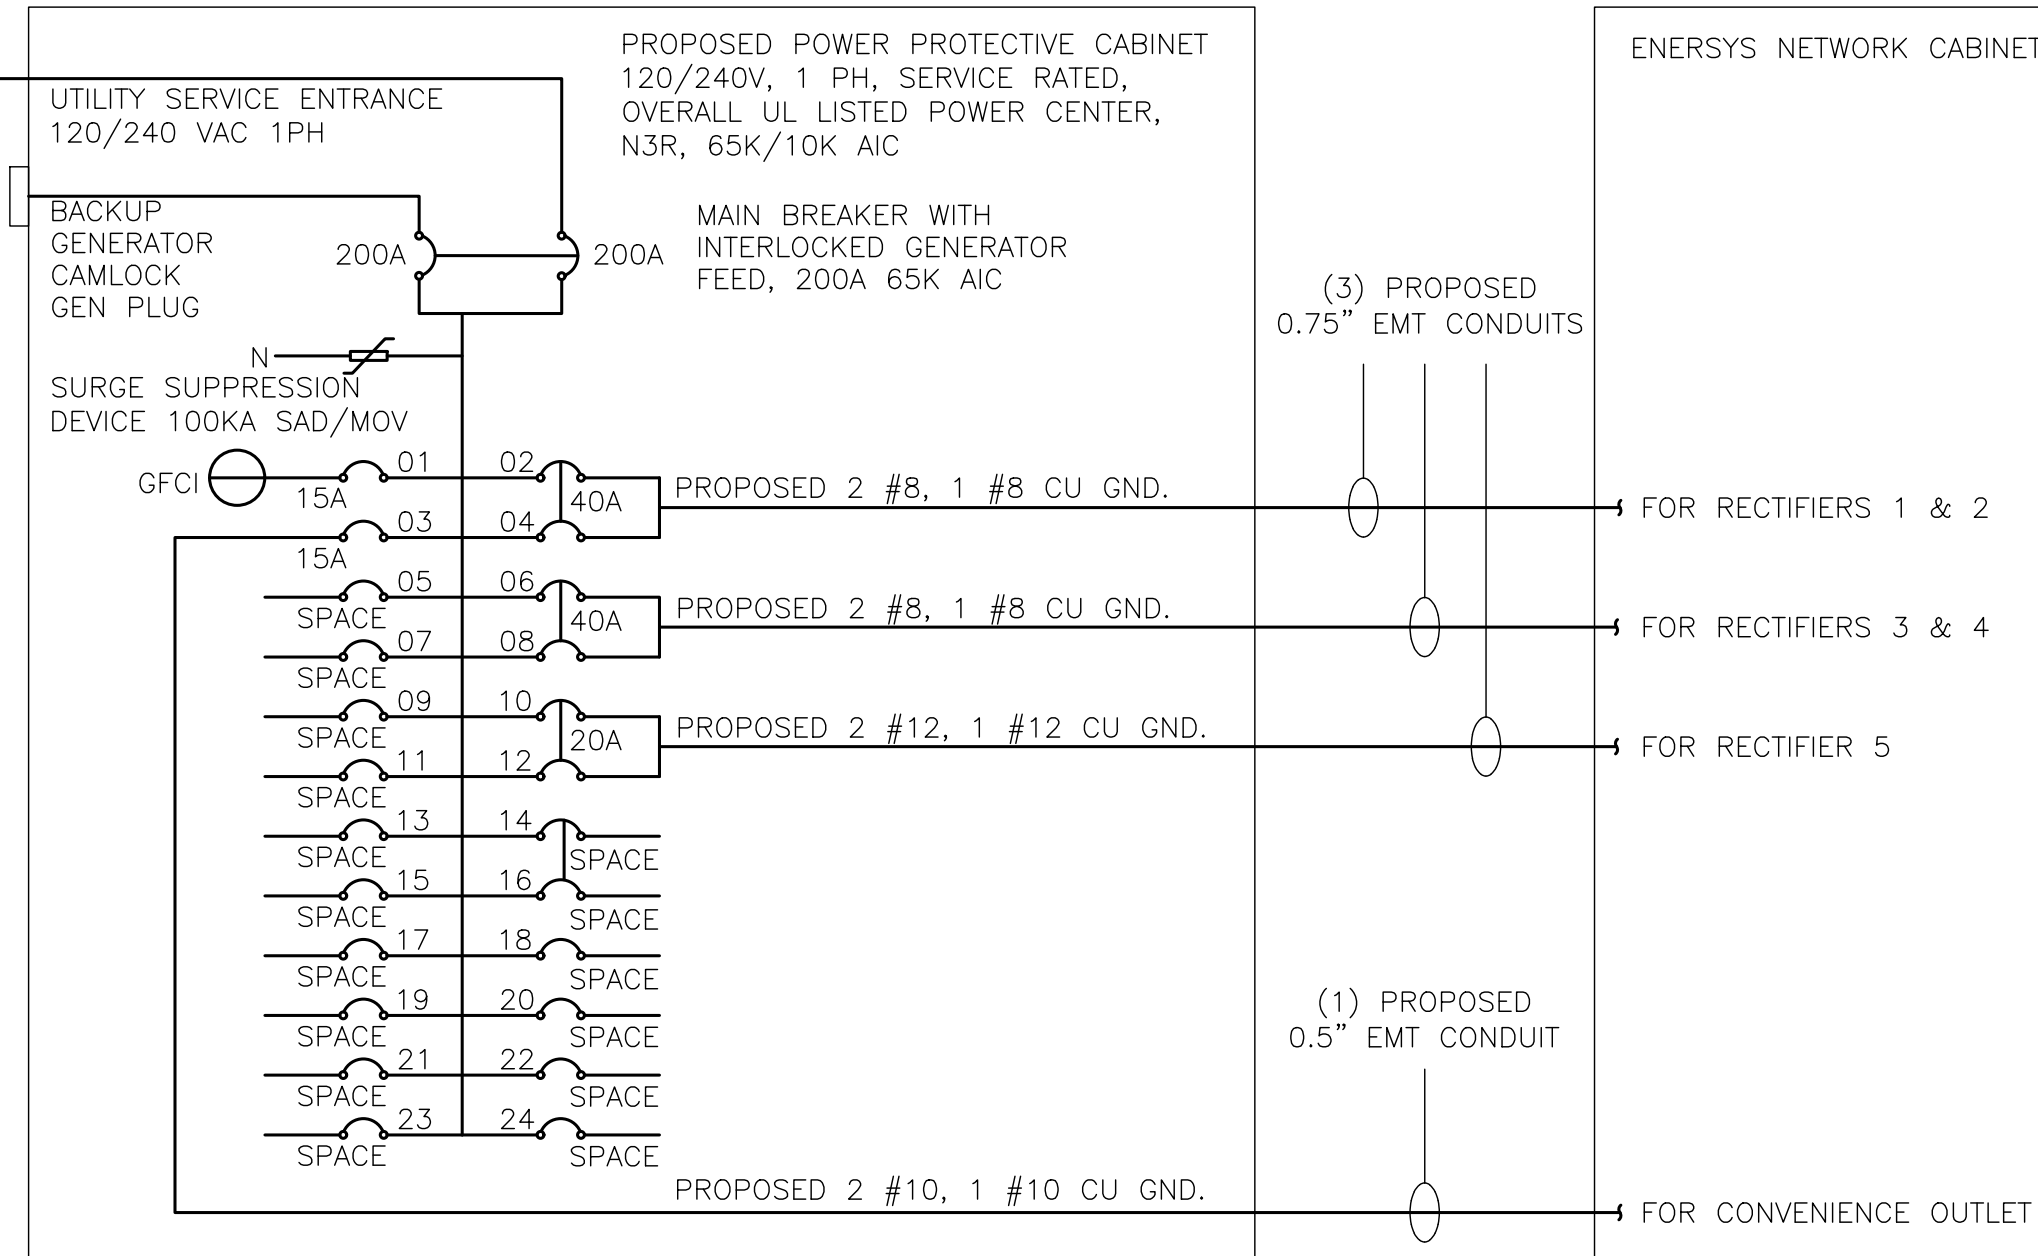 PROPOSED POWER PROTECTIVE CABINET
120/240V, 1 PH, SERVICE RATED,
OVERALL UL LISTED POWER CENTER,
N3R, 65K/10K AIC
ENERSYS NETWORK CABINET
UTILITY SERVICE ENTRANCE
120/240 VAC 1PH
BACKUP
GENERATOR
CAMLOCK
GEN PLUG
200A
200A
MAIN BREAKER WITH
INTERLOCKED GENERATOR
FEED, 200A 65K AIC
(3) PROPOSED
0.75” EMT CONDUITS
N
SURGE SUPPRESSION
DEVICE 100KA SAD/MOV
GFCI
15A
01
02
40A
PROPOSED 2 #8, 1 #8 CU GND.
FOR RECTIFIERS 1 & 2
15A
03
04
SPACE
05
06
40A
PROPOSED 2 #8, 1 #8 CU GND.
FOR RECTIFIERS 3 & 4
SPACE
07
08
SPACE
09
10
20A
PROPOSED 2 #12, 1 #12 CU GND.
FOR RECTIFIER 5
SPACE
11
12
SPACE
13
14
SPACE
SPACE
15
16
SPACE
SPACE
17
18
SPACE
SPACE
19
20
SPACE
SPACE
21
22
SPACE
SPACE
23
24
SPACE
(1) PROPOSED
0.5” EMT CONDUIT
PROPOSED 2 #10, 1 #10 CU GND.
FOR CONVENIENCE OUTLET